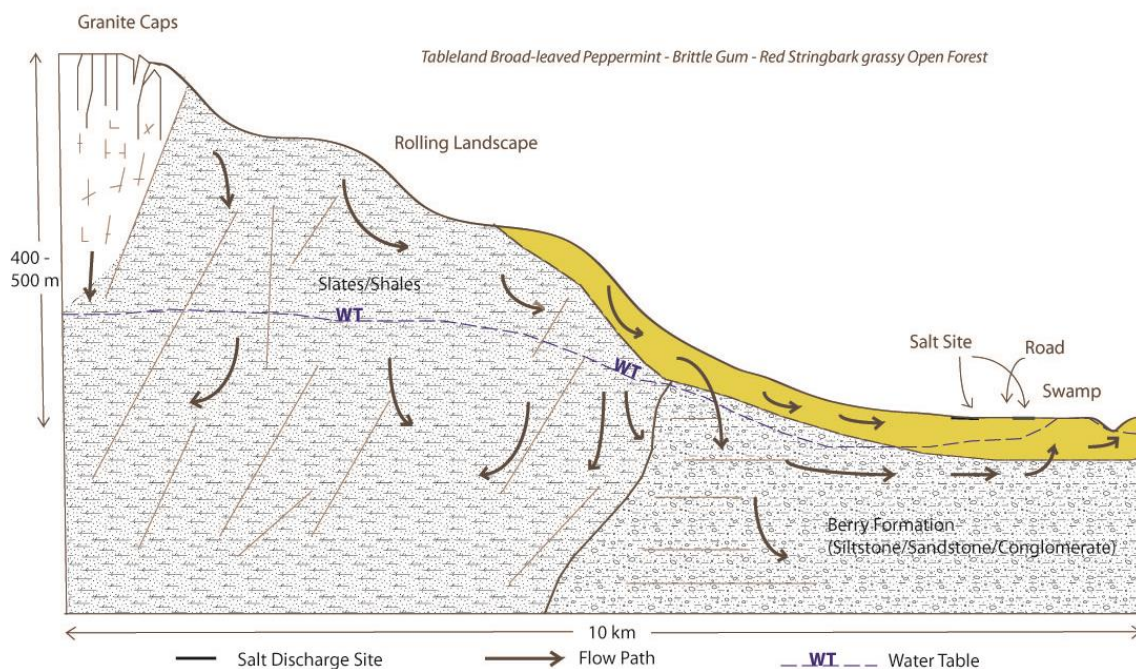 Granite Caps
Tableland Broad-leaved Peppermint - Brittle Gum - Red Stringbark grassy Open Forest
Rolling Landscape
400 -
500 m
Slates/Shales
WT
WT
Salt Site
Road
Swamp
Berry Formation
(Siltstone/Sandstone/Conglomerate)
10 km
Salt Discharge Site
Flow Path
WT
Water Table